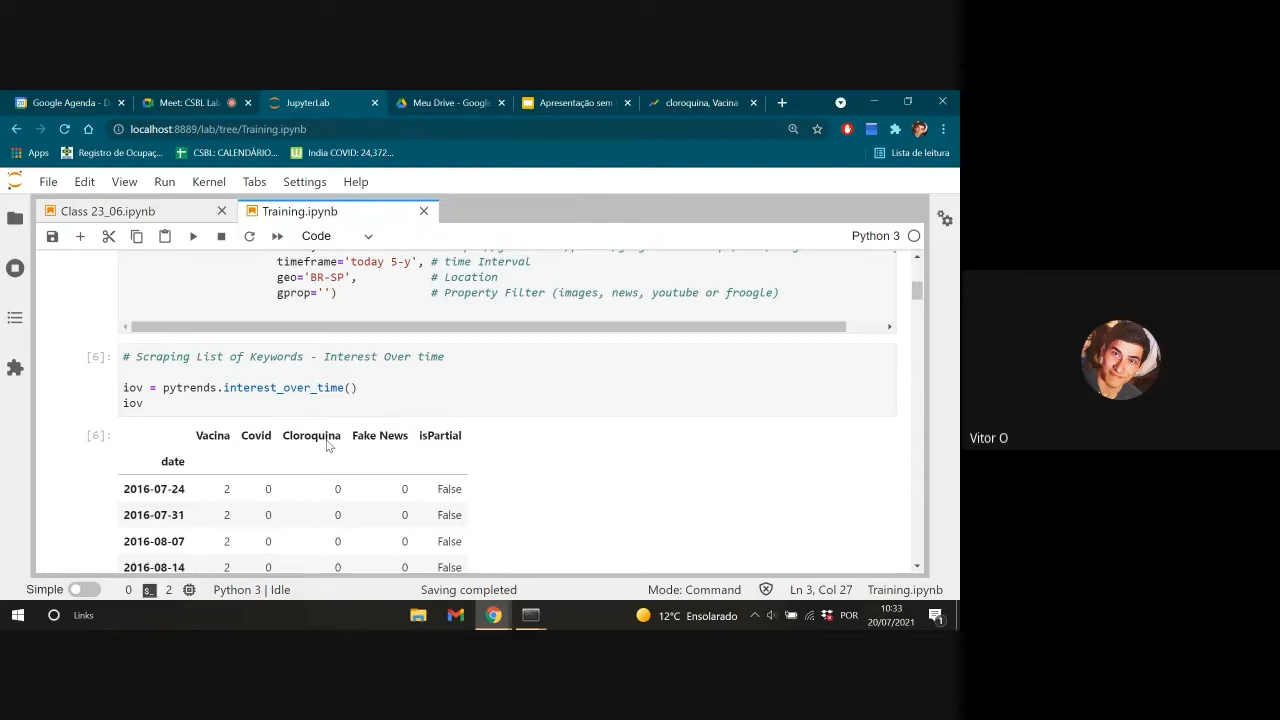 Google Agenda - D
Meet: CSBL Lab
JupyterLab
Meu Drive - Google
Apresentação sem
cloroquina, Vacina
localhost:8889/lab/tree/Training.ipynb
Apps
Registro de Ocupaç...
CSBL: CALENDÁRIO...
India COVID: 24,372...
Lista de leitura
File Edit View Run Kernel Tabs Settings Help
Class 23_06.ipynb
Training.ipynb
Code
Python 3
timeframe='today 5-y', # time Interval
geo='BR-SP', # Location
gprop='') # Property Filter (images, news, youtube or froogle)
[6]: # Scraping List of Keywords - Interest Over time
iov = pytrends.interest_over_time()
iov
[6]: Vacina Covid Cloroquina Fake News isPartial
date
2016-07-24 2 0 0 0 False
2016-07-31 2 0 0 0 False
2016-08-07 2 0 0 0 False
2016-08-14 2 0 0 0 False
Simple 0 2 Python 3 | Idle Saving completed Mode: Command Ln 3, Col 27 Training.ipynb
Links
12°C Ensolarado
POR
10:33
20/07/2021
Vitor O